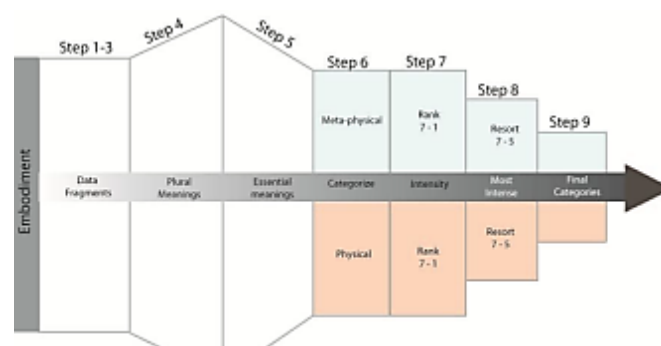 Step 1-3
Step 4
Step 5
Step 6
Step 7
Step 8
Step 9
Embodiment
Meta-physical
Rank
7 - 1
Resort
7 - 5
Data
Fragments
Plural
Meanings
Essential
meanings
Categorize
Intensity
Most
Intense
Final
Categories
Physical
Rank
7 - 1
Resort
7 - 5